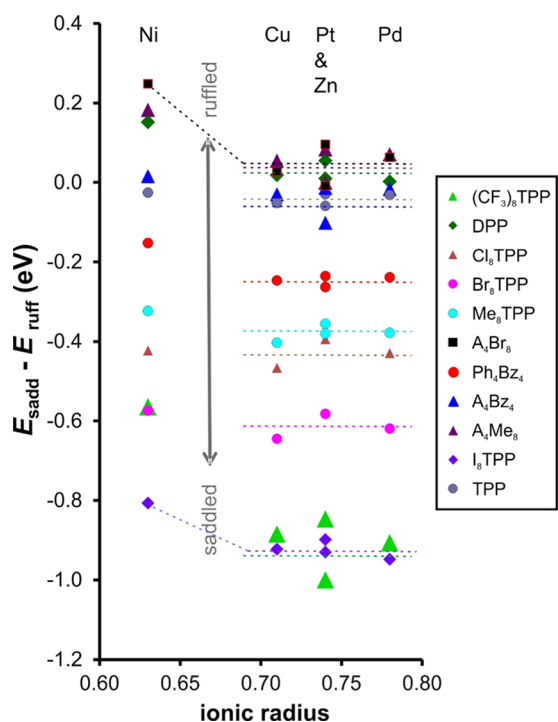 Ni
Cu
Pt
&
Zn
Pd
0.4
0.2
0.0
-0.2
-0.4
-0.6
-0.8
-1.0
-1.2
E sadd - E ruff (eV)
ruffled
saddled
0.60
0.65
0.70
0.75
0.80
ionic radius
(CF3)8TPP
DPP
Cl8TPP
Br8TPP
Me8TPP
A4Br8
Ph4Bz4
A4Bz4
A4Me8
I8TPP
TPP